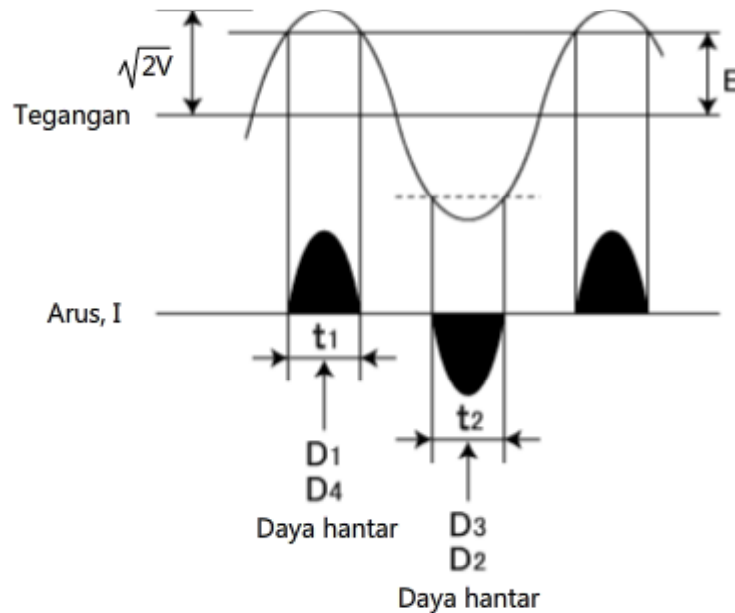 √2V
E
Tegangan
Arus, I
t1
t2
D1
D4
Daya hantar
D3
D2
Daya hantar